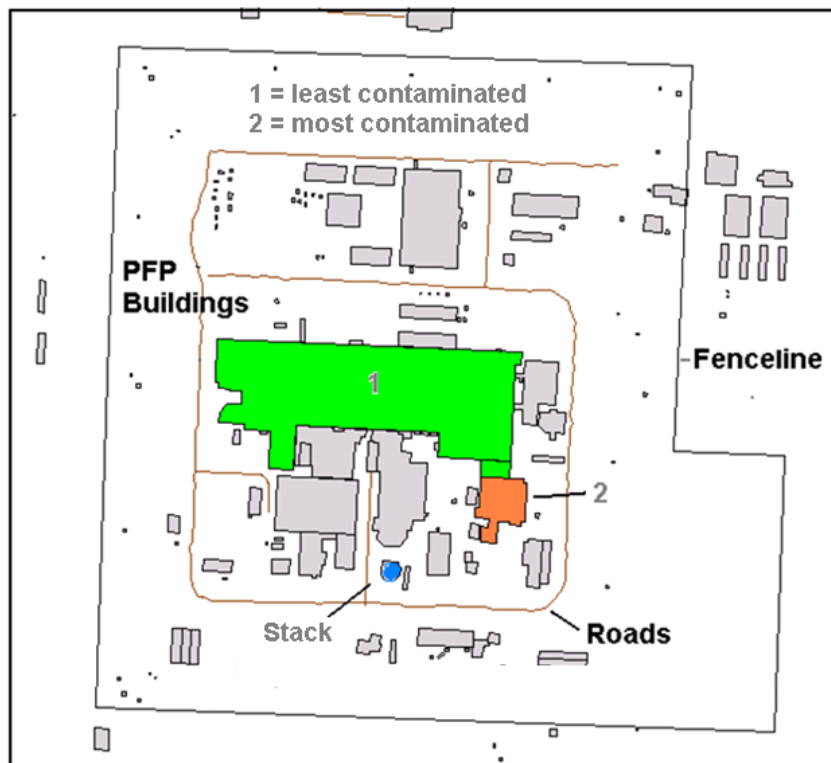 1 = least contaminated
2 = most contaminated
PFP
Buildings
Fenceline
1
2
Stack
Roads